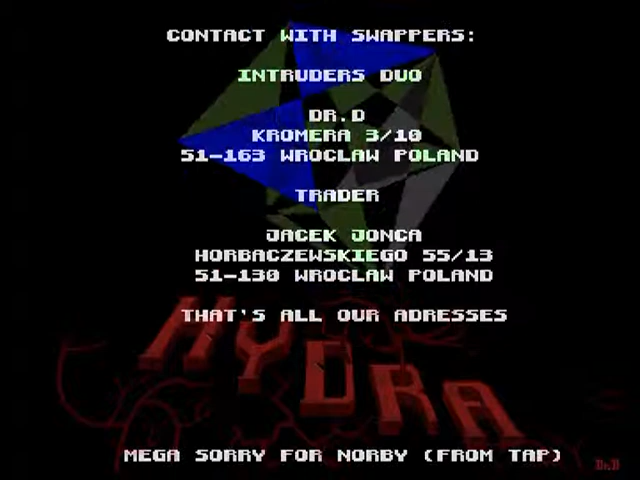 CONTACT WITH SWAPPERS:
INTRUDERS DUO
DR.D
KROMERA 3/10
51-163 WROCLAW POLAND
TRADER
JACEK JONCA
HORBACZEWSKIEGO 55/13
51-130 WROCLAW POLAND
THAT'S ALL OUR ADRESSES
HYDRA
MEGA SORRY FOR NORBY (FROM TAP)
Dr.D